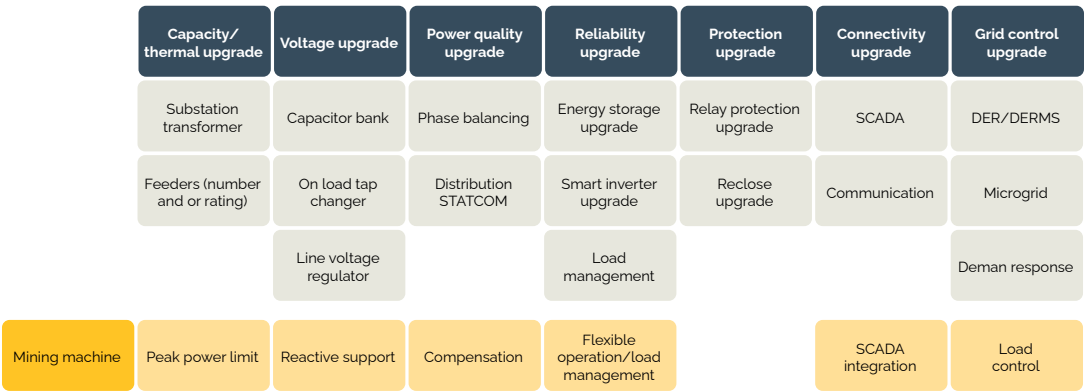 Capacity/
thermal upgrade
Voltage upgrade
Power quality
upgrade
Reliability
upgrade
Protection
upgrade
Connectivity
upgrade
Grid control
upgrade
Substation
transformer
Capacitor bank
Phase balancing
Energy storage
upgrade
Relay protection
upgrade
SCADA
DER/DERMS
Feeders (number
and or rating)
On load tap
changer
Distribution
STATCOM
Smart inverter
upgrade
Reclose
upgrade
Communication
Microgrid
Line voltage
regulator
Load
management
Deman response
Mining machine
Peak power limit
Reactive support
Compensation
Flexible
operation/load
management
SCADA
integration
Load
control